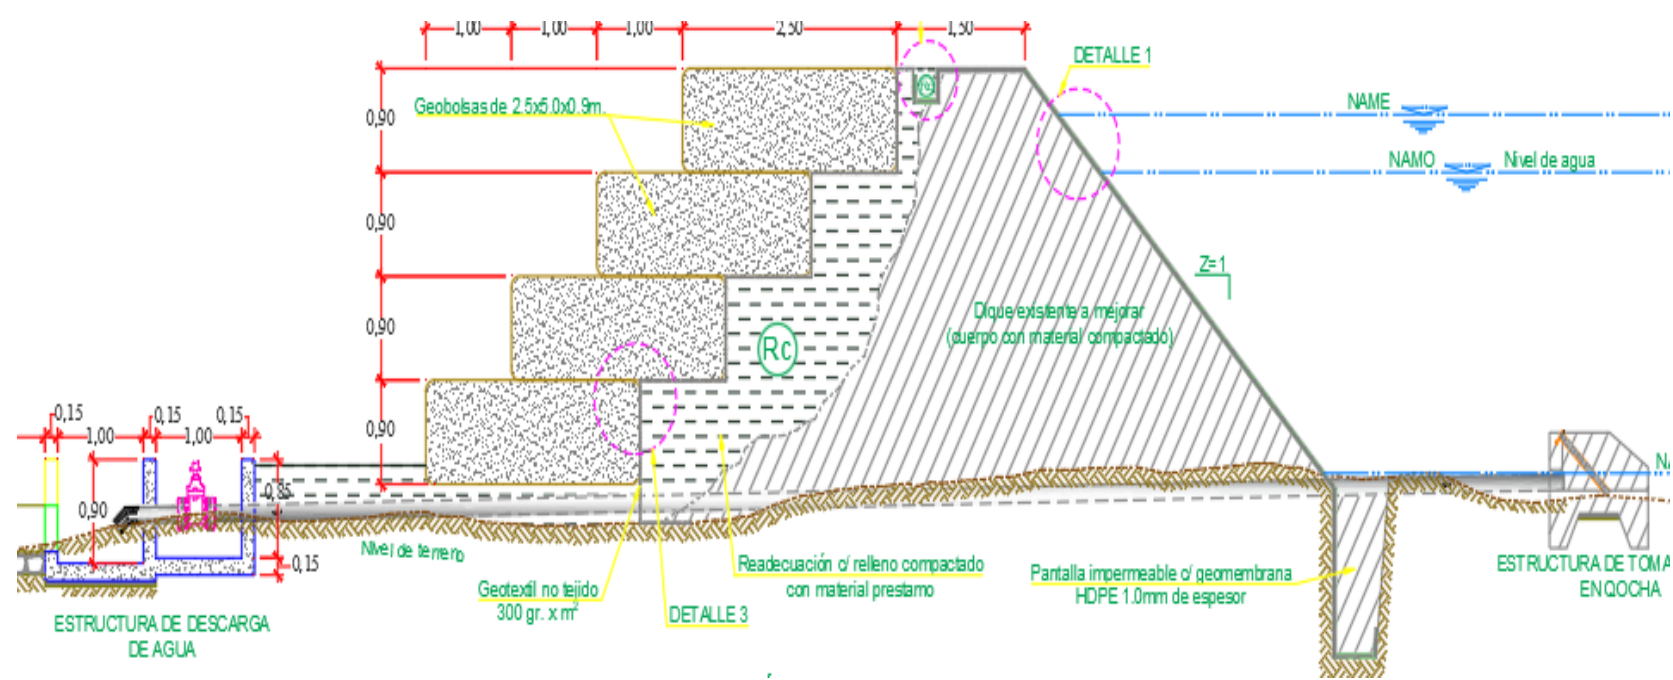 1,00 1,00 1,00 2,50 1,50
DETALLE 1
NAME
Geobolsas de 2.5x5.0x0.9m.
0,90
NAMO
Nivel de agua
0,90
Z=1
Dique existente a mejorar
(cuerpo con material compactado)
0,90
Rc
0,90
0,15 0,15 0,15
1,00 1,00
0,90
0,85
0,15
Nivel de terreno
Geotextil no tejido
300 gr. x m²
Readecuación c/ relleno compactado
con material prestamo
DETALLE 3
Pantalla impermeable c/ geomembrana
HDPE 1.0mm de espesor
ESTRUCTURA DE TOMA
EN QOCHA
ESTRUCTURA DE DESCARGA
DE AGUA